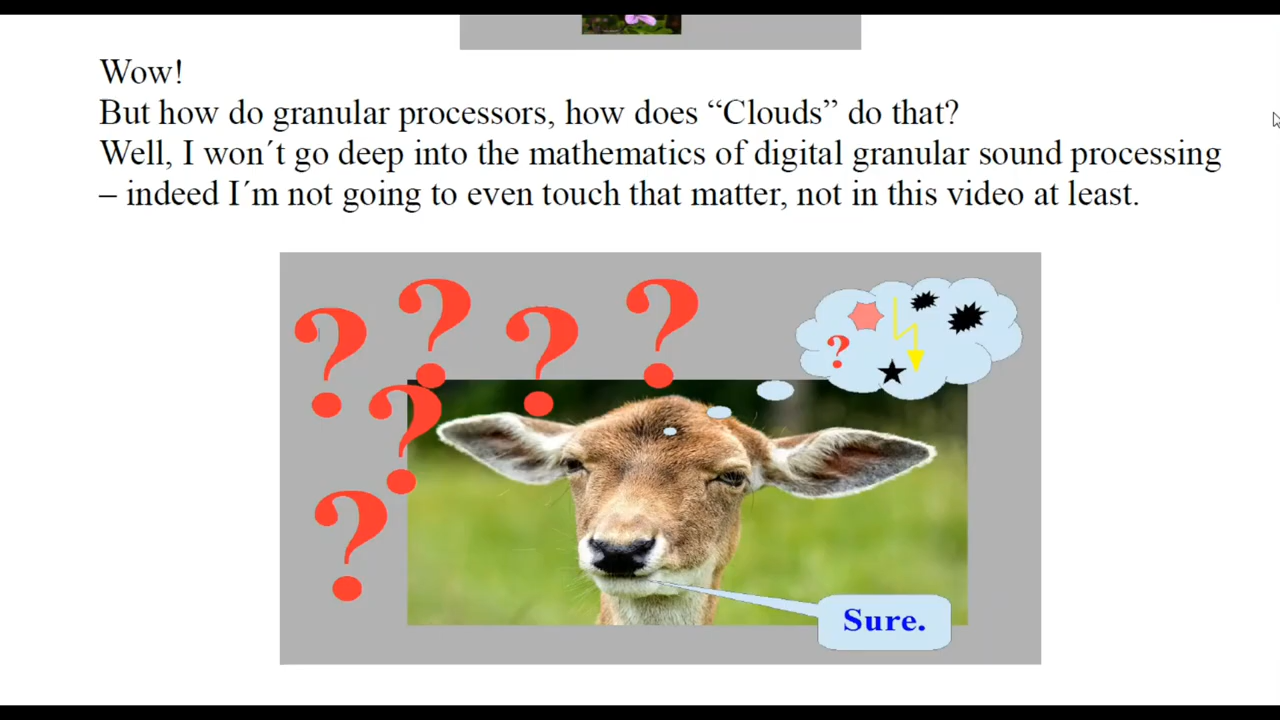 Wow!
But how do granular processors, how does “Clouds” do that?
Well, I won´t go deep into the mathematics of digital granular sound processing
– indeed I´m not going to even touch that matter, not in this video at least.
? ? ? ?
?
?
?
Sure.